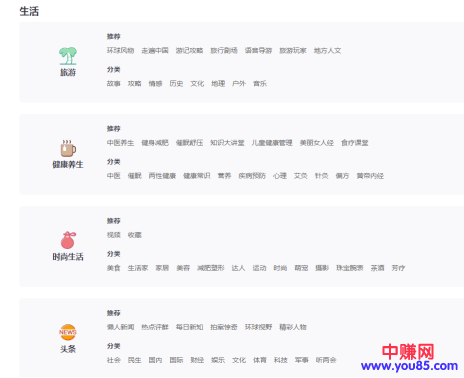 生活
旅游
推荐
环球风物 走遍中国 游记攻略 旅行剧场 语音导游 旅游玩家 地方人文
分类
故事 攻略 情感 历史 文化 地理 户外 音乐
健康养生
推荐
中医养生 健身减肥 催眠舒压 知识大讲堂 儿童健康管理 美丽女人经 食疗课堂
分类
中医 催眠 两性健康 健康常识 营养 疾病预防 心理 艾灸 针灸 偏方 黄帝内经
时尚生活
推荐
视频 收藏
分类
美食 生活家 家居 美容 减肥塑形 达人 运动 时尚 萌宠 摄影 珠金腕表 茶酒 芳疗
NEWS
头条
推荐
懒人新闻 热点评鲜 每日新知 拍案惊奇 环球视野 精彩人物
分类
社会 民生 国内 国际 财经 娱乐 文化 体育 科技 军事 听两会
中赚网
www.you85.com